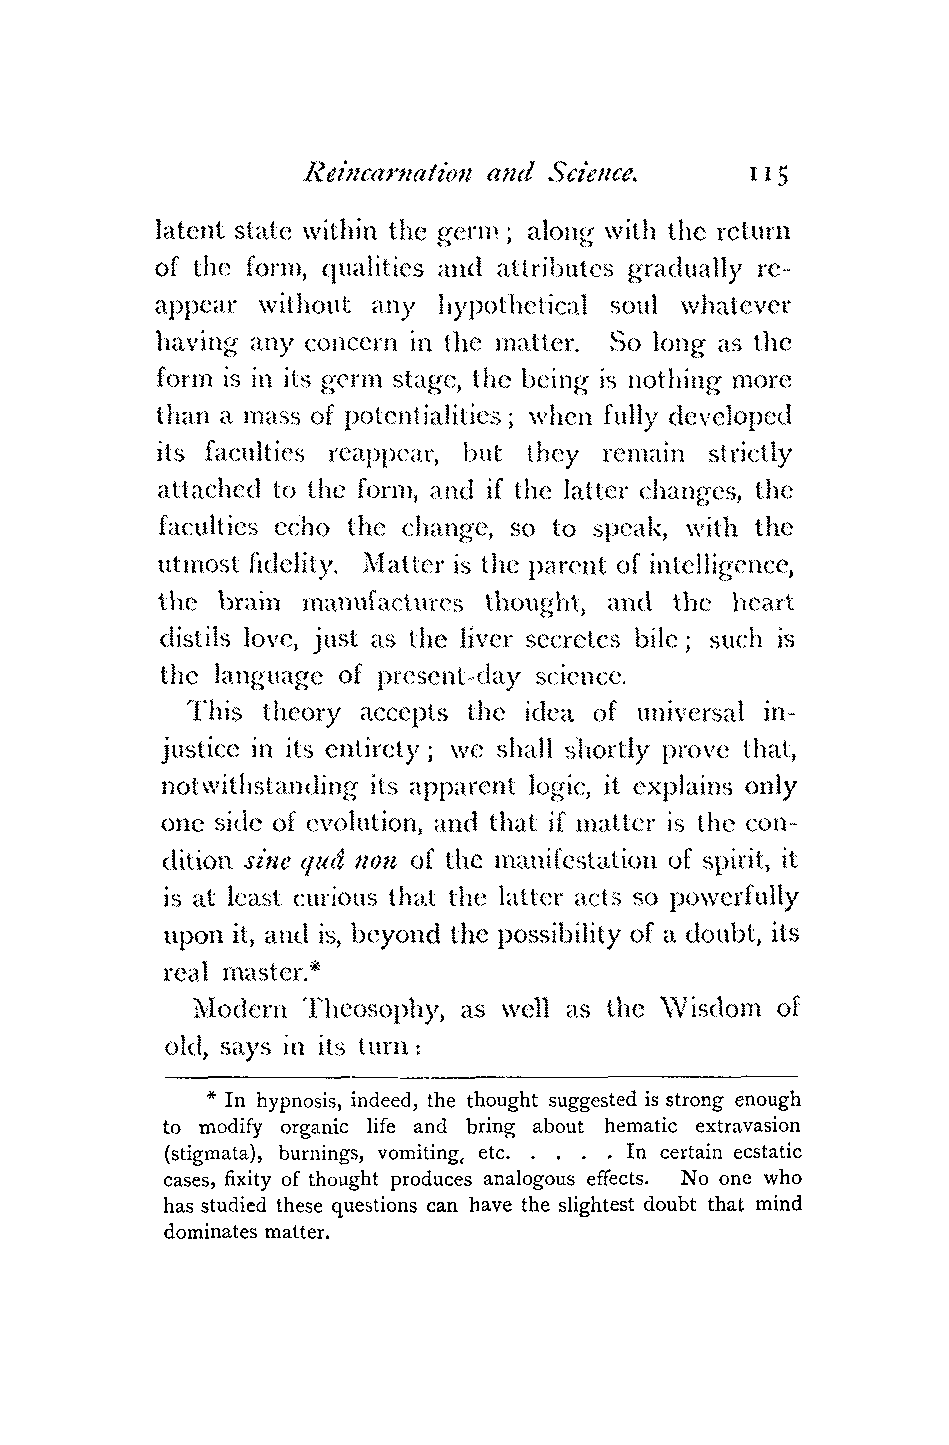 Reincarnation and Science. 115
latent state within the germ; along with the return
of the form, qualities and attributes gradually re-
appear without any hypothetical soul whatever
having any concern in the matter. So long as the
form is in its germ stage, the being is nothing more
than a mass of potentialities; when fully developed
its faculties reappear, but they remain strictly
attached to the form, and if the latter changes, the
faculties echo the change, so to speak, with the
utmost fidelity. Matter is the parent of intelligence,
the brain manufactures thought, and the heart
distils love, just as the liver secretes bile; such is
the language of present-day science.
This theory accepts the idea of universal in-
justice in its entirety; we shall shortly prove that,
notwithstanding its apparent logic, it explains only
one side of evolution, and that if matter is the con-
dition sine quâ non of the manifestation of spirit, it
is at least curious that the latter acts so powerfully
upon it, and is, beyond the possibility of a doubt, its
real master.*
Modern Theosophy, as well as the Wisdom of
old, says in its turn:
* In hypnosis, indeed, the thought suggested is strong enough
to modify organic life and bring about hematic extravasion
(stigmata), burnings, vomiting, etc. . . . . . In certain ecstatic
cases, fixity of thought produces analogous effects. No one who
has studied these questions can have the slightest doubt that mind
dominates matter.